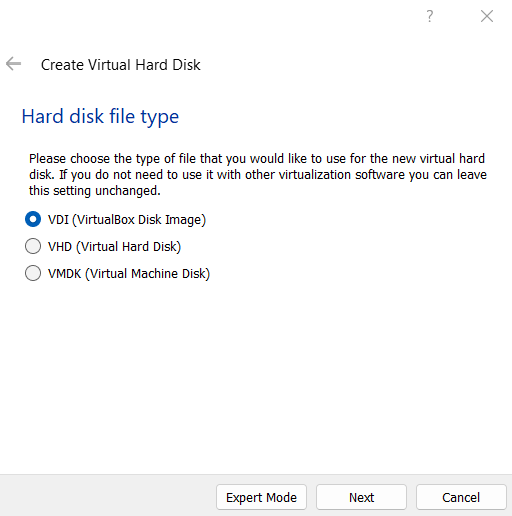 ?
Create Virtual Hard Disk
Hard disk file type
Please choose the type of file that you would like to use for the new virtual hard
disk. If you do not need to use it with other virtualization software you can leave
this setting unchanged.
VDI (VirtualBox Disk Image)
VHD (Virtual Hard Disk)
VMDK (Virtual Machine Disk)
Expert Mode Next Cancel